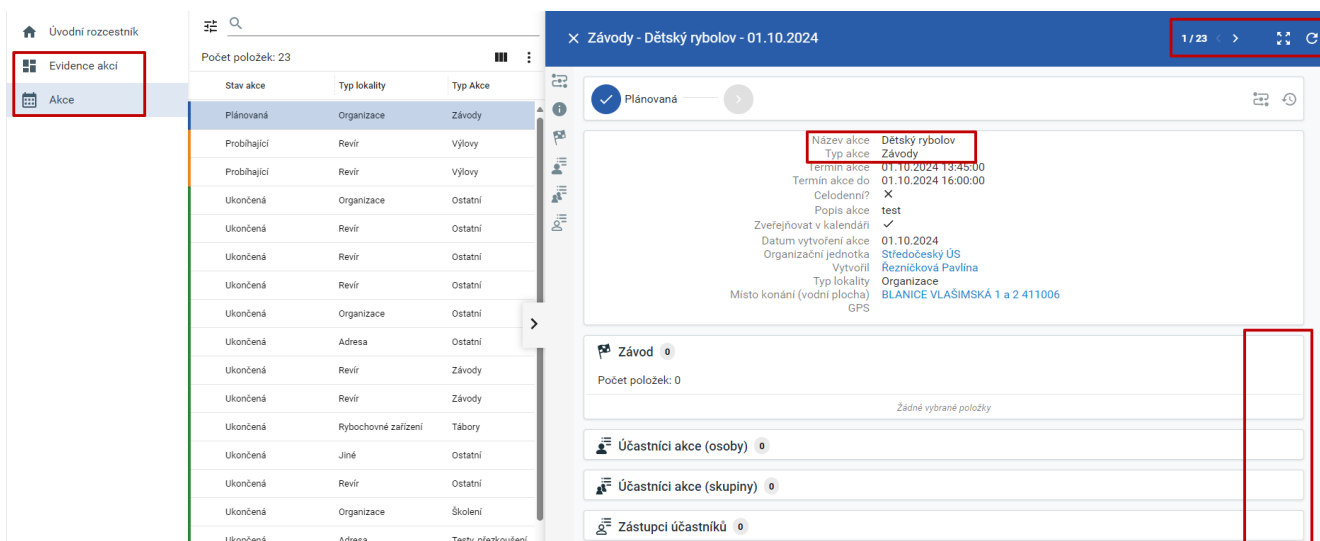 Úvodní rozcestník
Evidence akcí
Akce
Počet položek: 23
Stav akce Typ lokality Typ Akce
Plánovaná Organizace Závody
Probíhající Revír Výlovy
Probíhající Revír Výlovy
Ukončená Organizace Ostatní
Ukončená Revír Ostatní
Ukončená Revír Ostatní
Ukončená Revír Ostatní
Ukončená Organizace Ostatní
Ukončená Adresa Ostatní
Ukončená Revír Závody
Ukončená Revír Závody
Ukončená Rybochovné zařízení Tábory
Ukončená Jiné Ostatní
Ukončená Revír Ostatní
Ukončená Organizace Školení
Ukončená Adresa Testy, přezkoušení
Závody - Dětský rybolov - 01.10.2024
1 / 23
Plánovaná
Název akce Dětský rybolov
Typ akce Závody
Termín akce 01.10.2024 13:45:00
Termín akce do 01.10.2024 16:00:00
Celodenní?
Popis akce test
Zveřejňovat v kalendáři
Datum vytvoření akce 01.10.2024
Organizační jednotka Středočeský ÚS
Vytvořil Řezníčková Pavlína
Typ lokality Organizace
Místo konání (vodní plocha) BLANICE VLAŠIMSKÁ 1 a 2 411006
GPS
Závod 0
Počet položek: 0
Žádné vybrané položky
Účastníci akce (osoby) 0
Účastníci akce (skupiny) 0
Zástupci účastníků 0